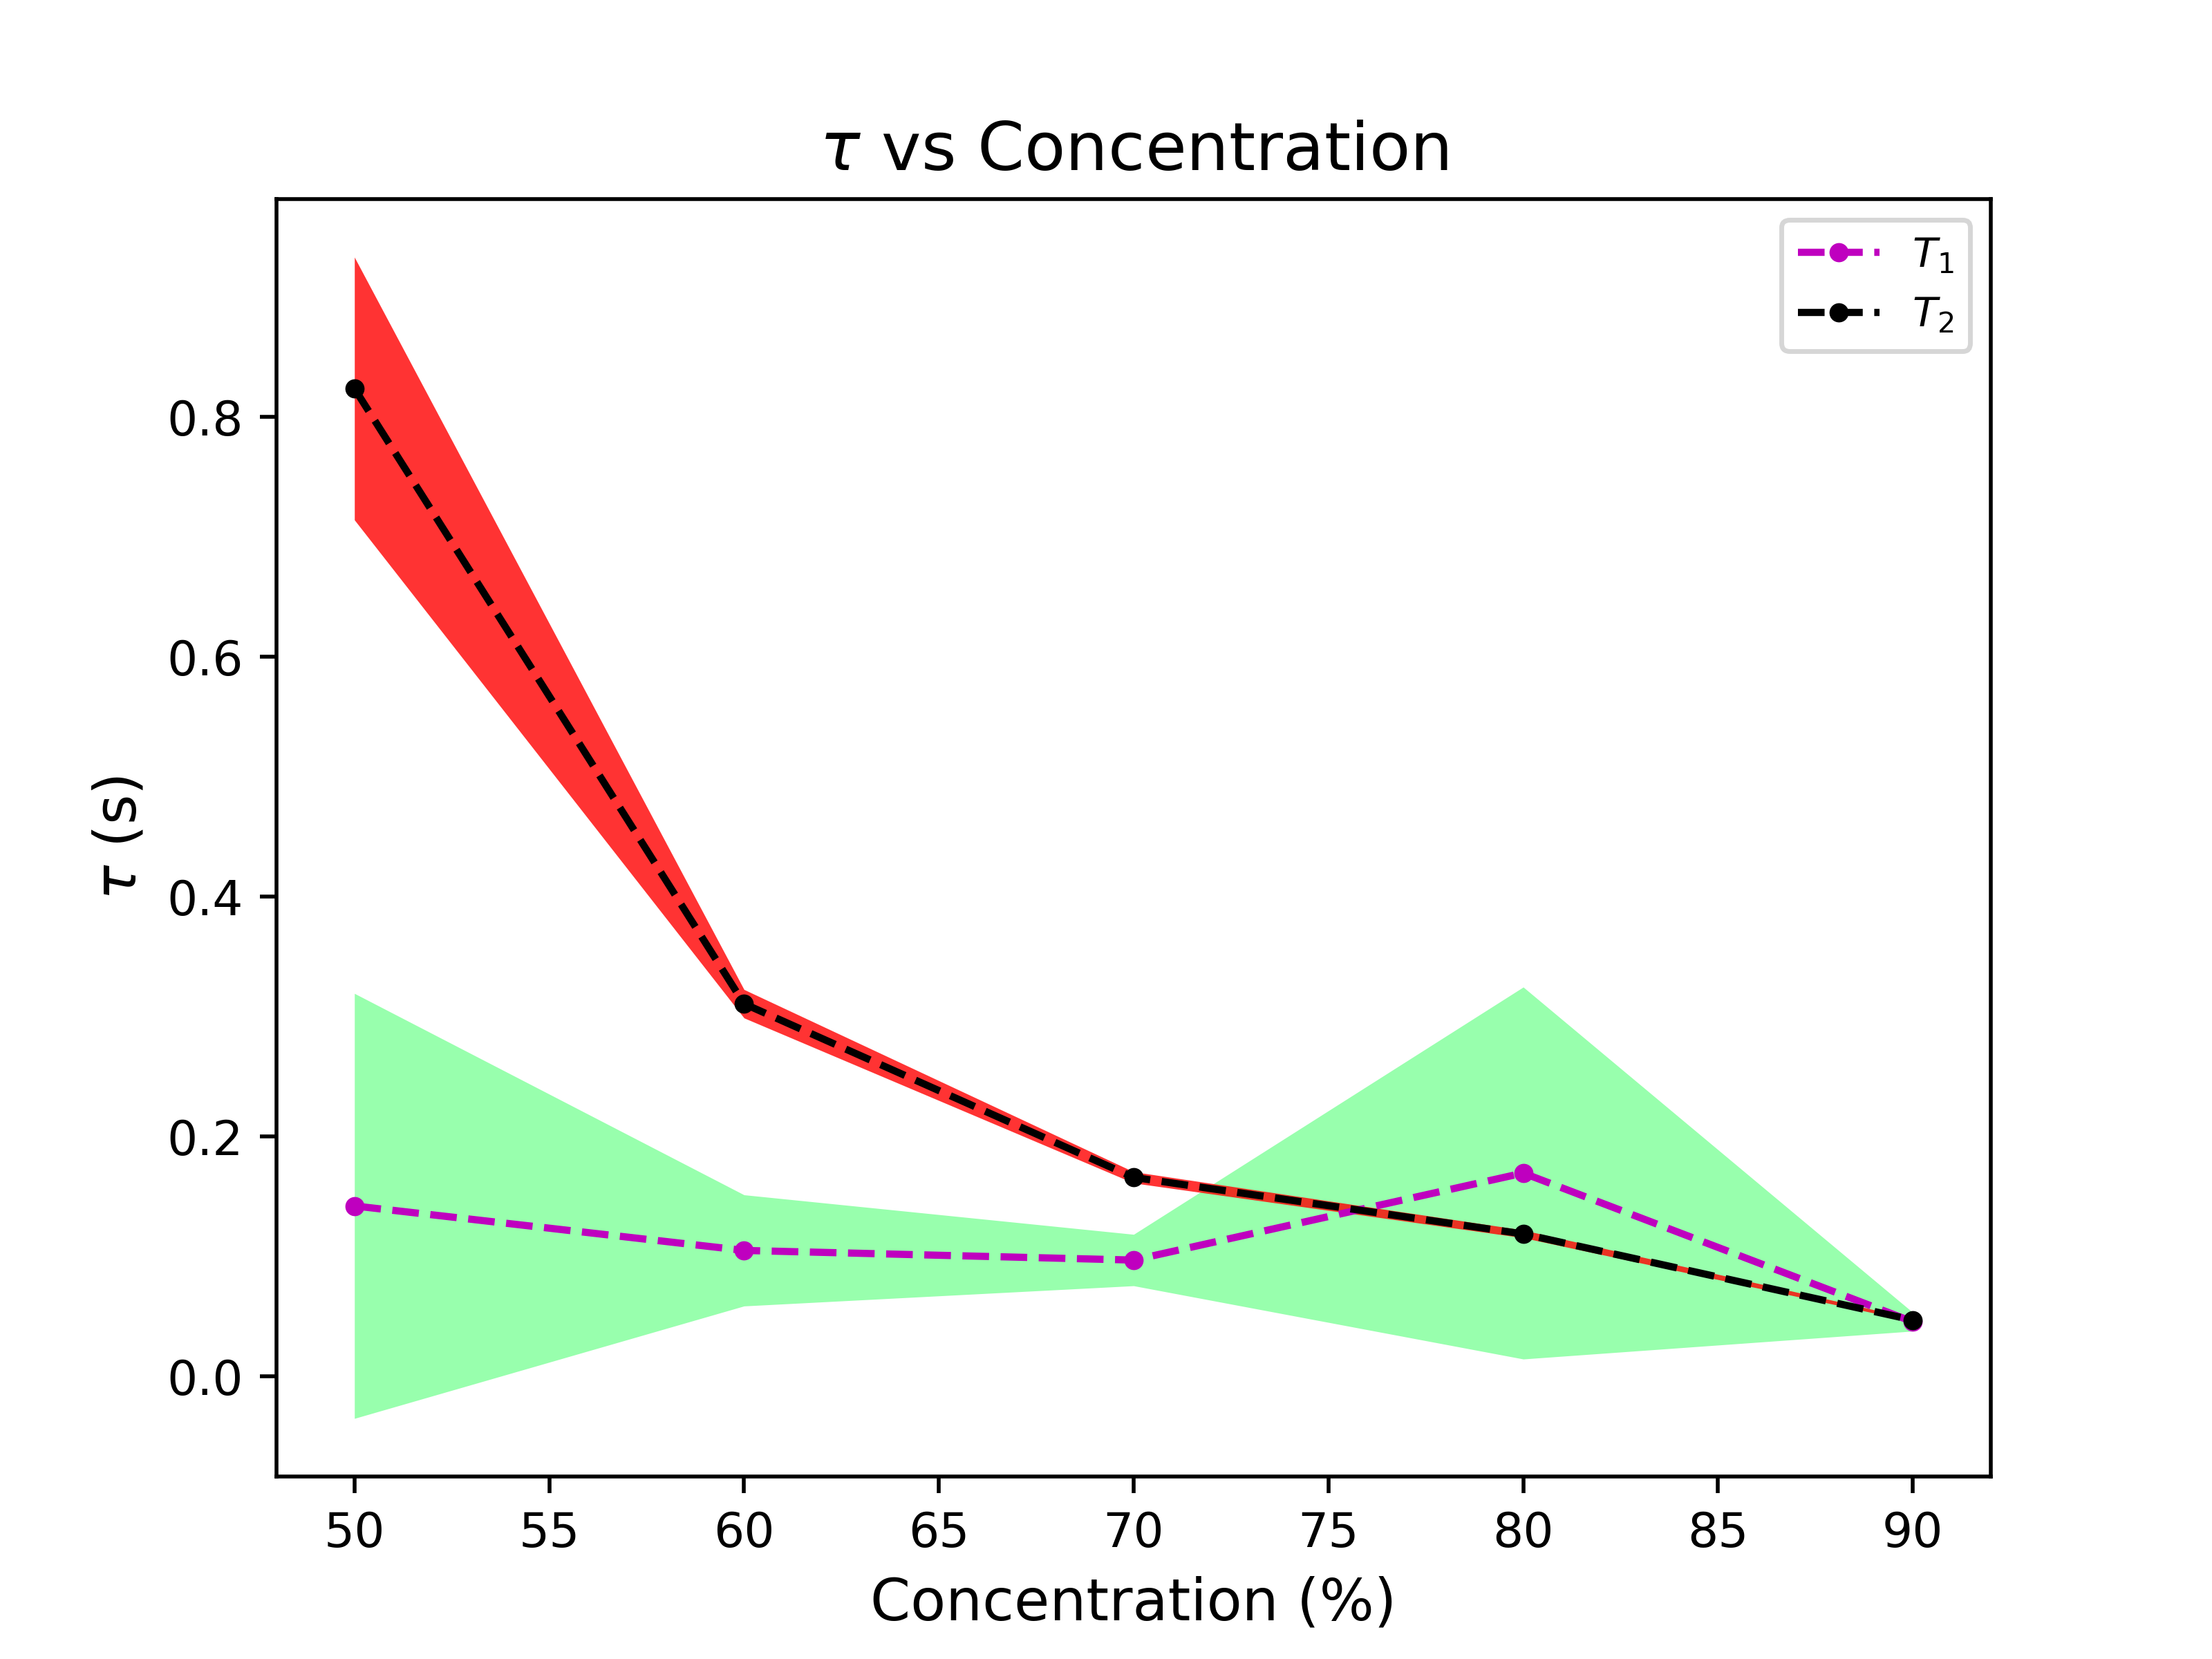 τ vs Concentration
T₁
T₂
τ (s)
0.8
0.6
0.4
0.2
0.0
50 55 60 65 70 75 80 85 90
Concentration (%)